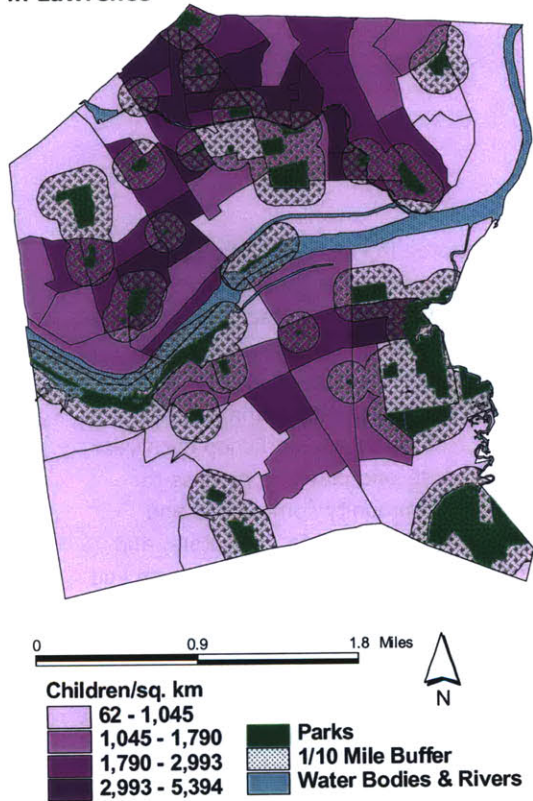 in Lawrence
0 0.9 1.8 Miles
N
Children/sq. km
62 - 1,045
1,045 - 1,790
1,790 - 2,993
2,993 - 5,394
Parks
1/10 Mile Buffer
Water Bodies & Rivers